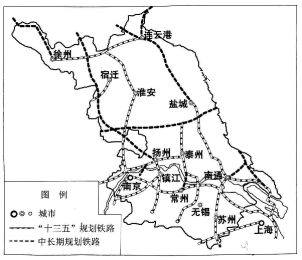 连云港
徐州
宿迁
淮安
盐城
扬州
泰州
南京
镇江
南通
常州
无锡
苏州
上海
图 例
城市
“十三五”规划铁路
中长期规划铁路